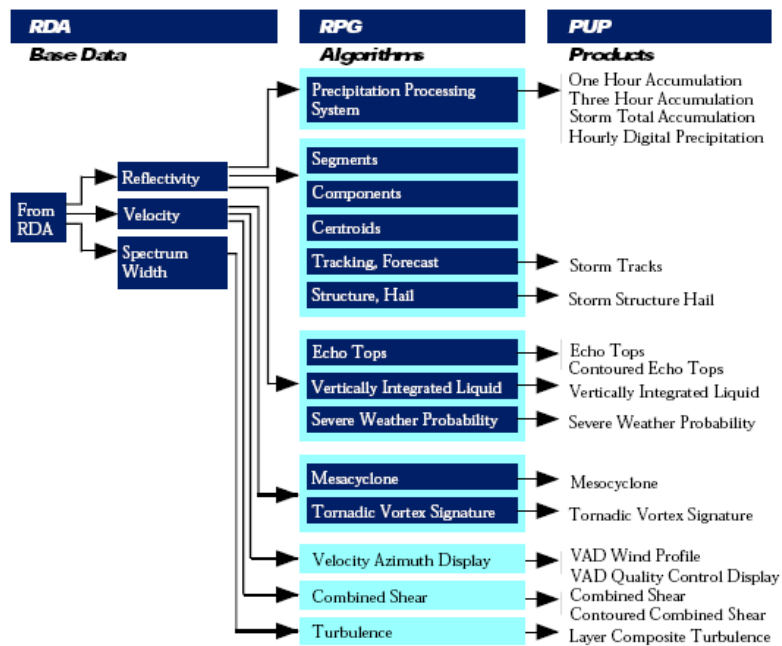 RDA
RPG
PUP
Base Data
Algorithms
Products
From
RDA
Reflectivity
Velocity
Spectrum
Width
Precipitation Processing
System
Segments
Components
Centroids
Tracking, Forecast
Structure, Hail
Echo Tops
Vertically Integrated Liquid
Severe Weather Probability
Mesacyclone
Tornadic Vortex Signature
Velocity Azimuth Display
Combined Shear
Turbulence
One Hour Accumulation
Three Hour Accumulation
Storm Total Accumulation
Hourly Digital Precipitation
Storm Tracks
Storm Structure Hail
Echo Tops
Contoured Echo Tops
Vertically Integrated Liquid
Severe Weather Probability
Mesocyclone
Tornadic Vortex Signature
VAD Wind Profile
VAD Quality Control Display
Combined Shear
Contoured Combined Shear
Layer Composite Turbulence